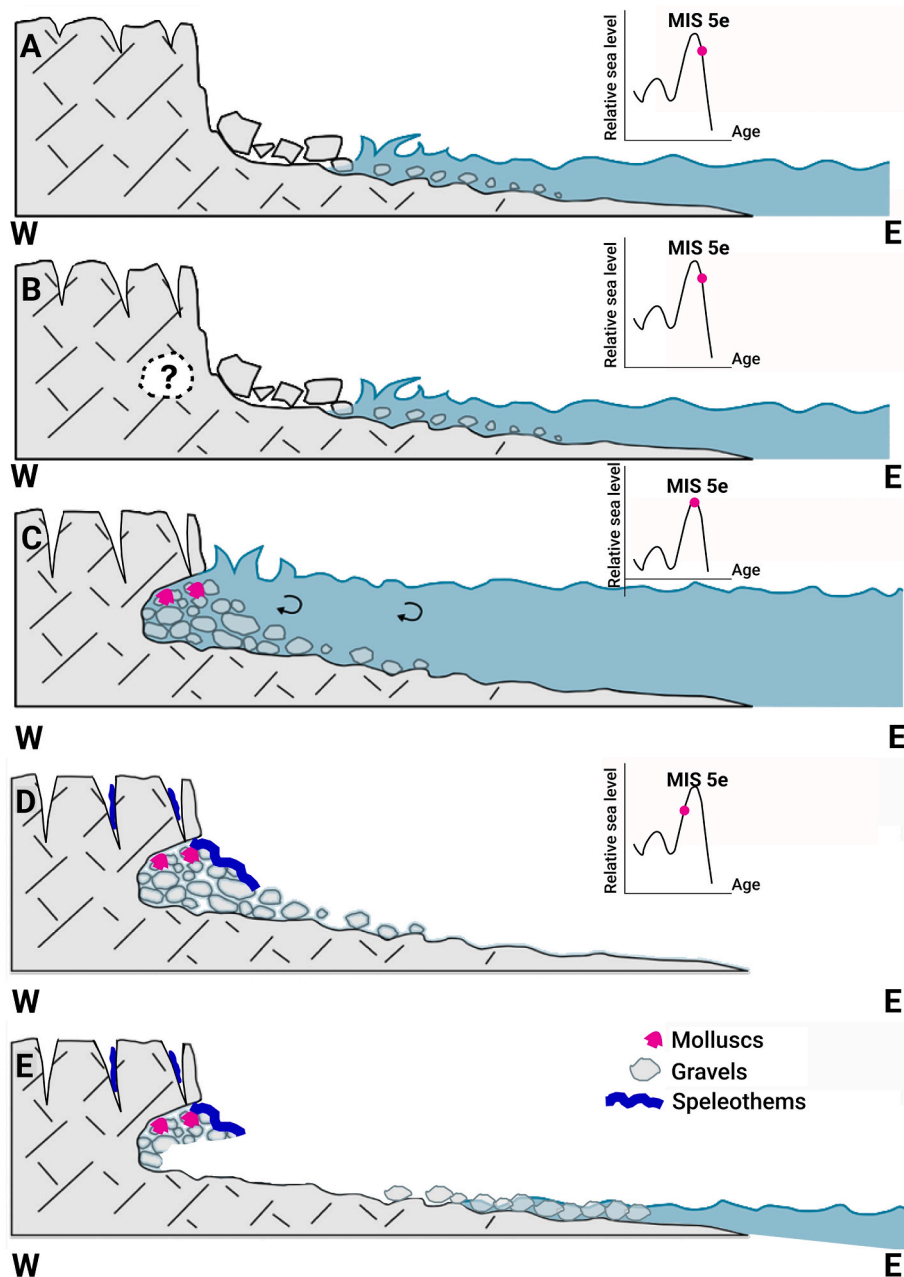 A
MIS 5e
Relative sea level
Age
W
E
B
MIS 5e
?
Relative sea level
Age
W
E
C
MIS 5e
Relative sea level
Age
W
E
D
MIS 5e
Relative sea level
Age
W
E
E
Molluscs
Gravels
Speleothems
W
E